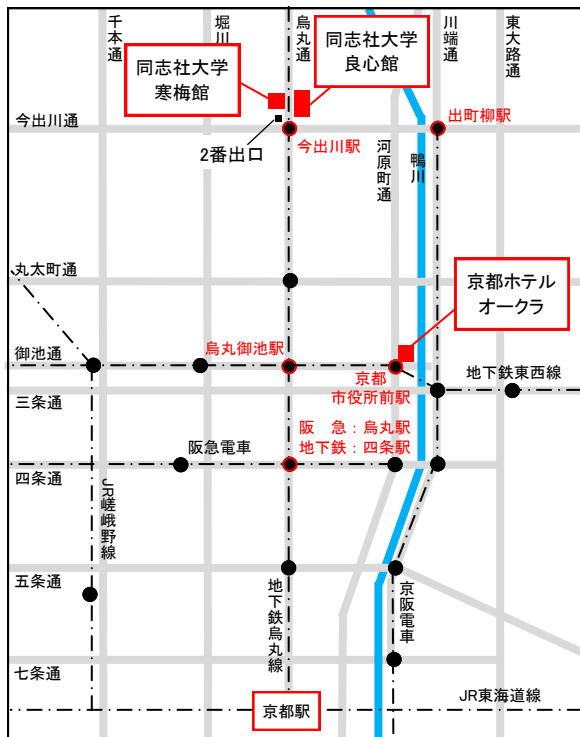 千本通
堀川
烏丸通
川端通
東大路通
同志社大学
寒梅館
同志社大学
良心館
今出川通
2番出口
今出川駅
出町柳駅
河原町通
鴨川
丸太町通
京都ホテル
オークラ
御池通
烏丸御池駅
京都
市役所前駅
地下鉄東西線
三条通
阪 急：烏丸駅
地下鉄：四条駅
阪急電車
四条通
JR嵯峨野線
五条通
地下鉄烏丸線
京阪電車
七条通
京都駅
JR東海道線